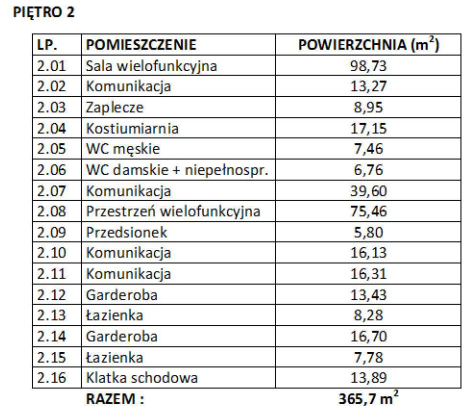 PIĘTRO 2
LP. POMIESZCZENIE POWIERZCHNIA (m²)
2.01 Sala wielofunkcyjna 98,73
2.02 Komunikacja 13,27
2.03 Zaplecze 8,95
2.04 Kostiumiarnia 17,15
2.05 WC męskie 7,46
2.06 WC damskie + niepełnospr. 6,76
2.07 Komunikacja 39,60
2.08 Przestrzeń wielofunkcyjna 75,46
2.09 Przedsionek 5,80
2.10 Komunikacja 16,13
2.11 Komunikacja 16,31
2.12 Garderoba 13,43
2.13 Łazienka 8,28
2.14 Garderoba 16,70
2.15 Łazienka 7,78
2.16 Klatka schodowa 13,89
RAZEM : 365,7 m²